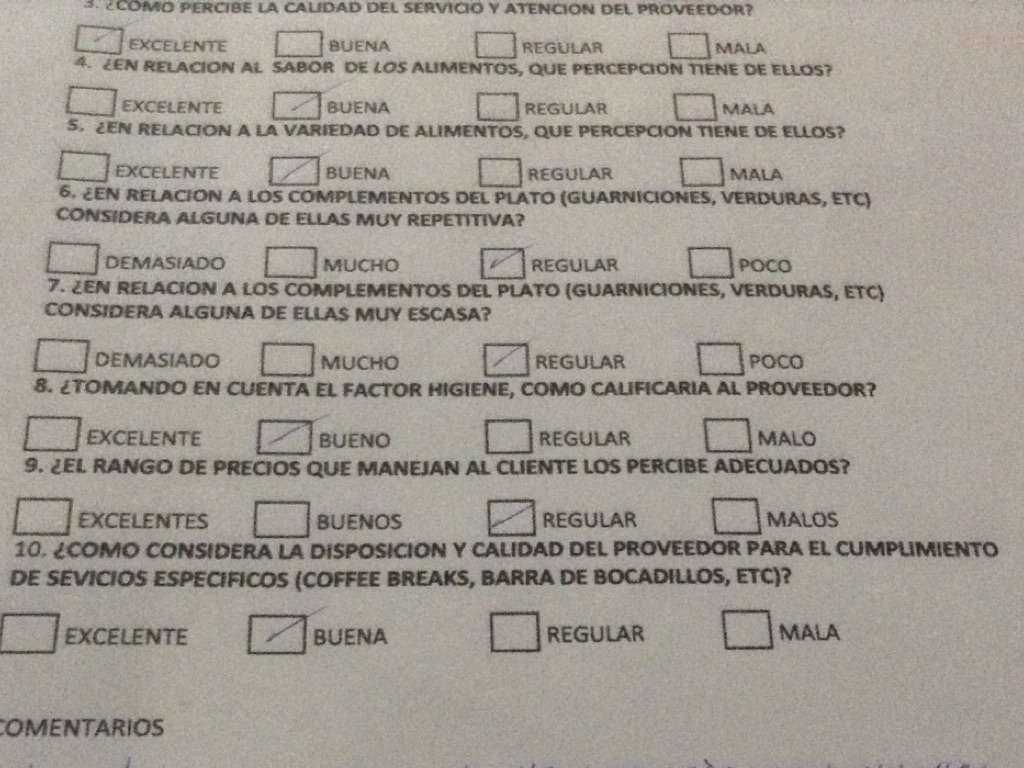 3. ¿COMO PERCIBE LA CALIDAD DEL SERVICIO Y ATENCION DEL PROVEEDOR?
EXCELENTE BUENA REGULAR MALA
4. ¿EN RELACION AL SABOR DE LOS ALIMENTOS, QUE PERCEPCION TIENE DE ELLOS?
EXCELENTE BUENA REGULAR MALA
5. ¿EN RELACION A LA VARIEDAD DE ALIMENTOS, QUE PERCEPCION TIENE DE ELLOS?
EXCELENTE BUENA REGULAR MALA
6. ¿EN RELACION A LOS COMPLEMENTOS DEL PLATO (GUARNICIONES, VERDURAS, ETC)
CONSIDERA ALGUNA DE ELLAS MUY REPETITIVA?
DEMASIADO MUCHO REGULAR POCO
7. ¿EN RELACION A LOS COMPLEMENTOS DEL PLATO (GUARNICIONES, VERDURAS, ETC)
CONSIDERA ALGUNA DE ELLAS MUY ESCASA?
DEMASIADO MUCHO REGULAR POCO
8. ¿TOMANDO EN CUENTA EL FACTOR HIGIENE, COMO CALIFICARIA AL PROVEEDOR?
EXCELENTE BUENO REGULAR MALO
9. ¿EL RANGO DE PRECIOS QUE MANEJAN AL CLIENTE LOS PERCIBE ADECUADOS?
EXCELENTES BUENOS REGULAR MALOS
10. ¿COMO CONSIDERA LA DISPOSICION Y CALIDAD DEL PROVEEDOR PARA EL CUMPLIMIENTO
DE SEVICIOS ESPECIFICOS (COFFEE BREAKS, BARRA DE BOCADILLOS, ETC)?
EXCELENTE BUENA REGULAR MALA
COMENTARIOS